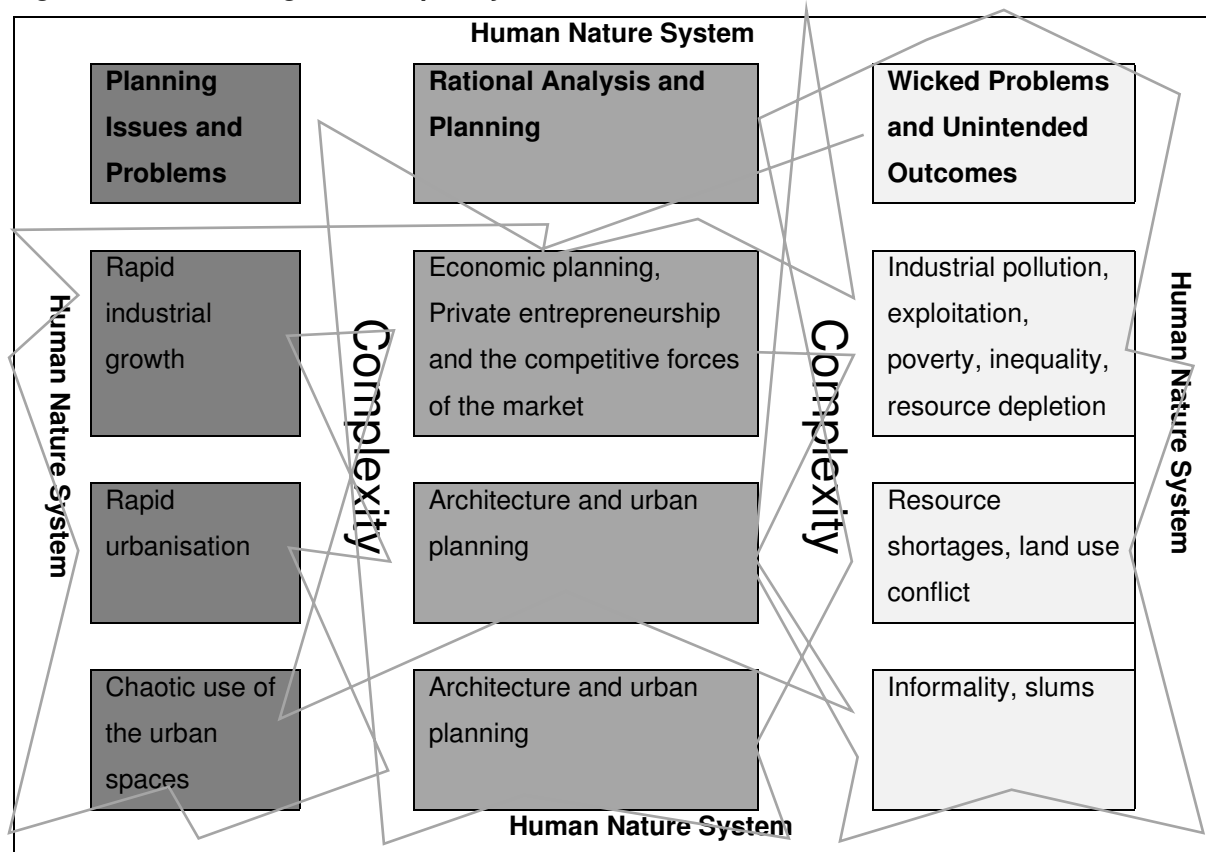 Human Nature System
Planning
Issues and
Problems
Rational Analysis and
Planning
Wicked Problems
and Unintended
Outcomes
Human Nature System
Rapid
industrial
growth
Complexity
Economic planning,
Private entrepreneurship
and the competitive forces
of the market
Complexity
Industrial pollution,
exploitation,
poverty, inequality,
resource depletion
Human Nature System
Rapid
urbanisation
Architecture and urban
planning
Resource
shortages, land use
conflict
Chaotic use of
the urban
spaces
Architecture and urban
planning
Informality, slums
Human Nature System